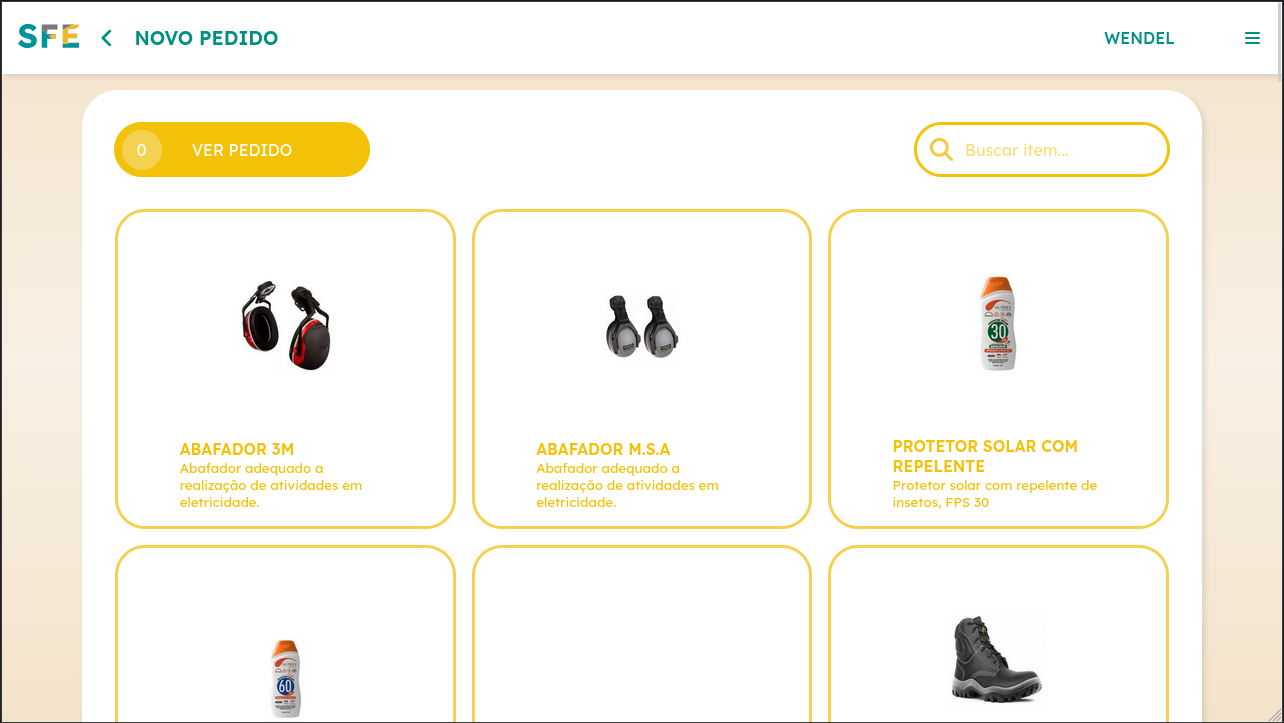 SFE NOVO PEDIDO WENDEL
0 VER PEDIDO Buscar item...
30
ABAFADOR 3M
Abafador adequado a
realização de atividades em
eletricidade.
ABAFADOR M.S.A
Abafador adequado a
realização de atividades em
eletricidade.
PROTETOR SOLAR COM
REPELENTE
Protetor solar com repelente de
insetos, FPS 30
60